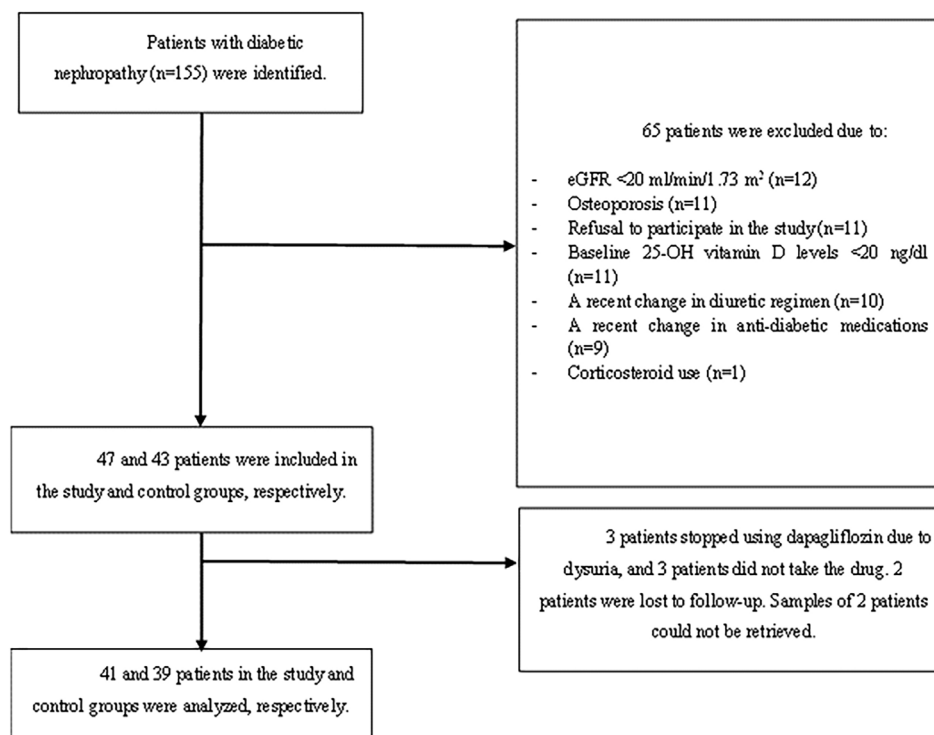 Patients with diabetic
nephropathy (n=155) were identified.
65 patients were excluded due to:
- eGFR <20 ml/min/1.73 m² (n=12)
- Osteoporosis (n=11)
- Refusal to participate in the study (n=11)
- Baseline 25-OH vitamin D levels <20 ng/dl
(n=11)
- A recent change in diuretic regimen (n=10)
- A recent change in anti-diabetic medications
(n=9)
- Corticosteroid use (n=1)
47 and 43 patients were included in
the study and control groups, respectively.
3 patients stopped using dapagliflozin due to
dysuria, and 3 patients did not take the drug. 2
patients were lost to follow-up. Samples of 2 patients
could not be retrieved.
41 and 39 patients in the study and
control groups were analyzed, respectively.